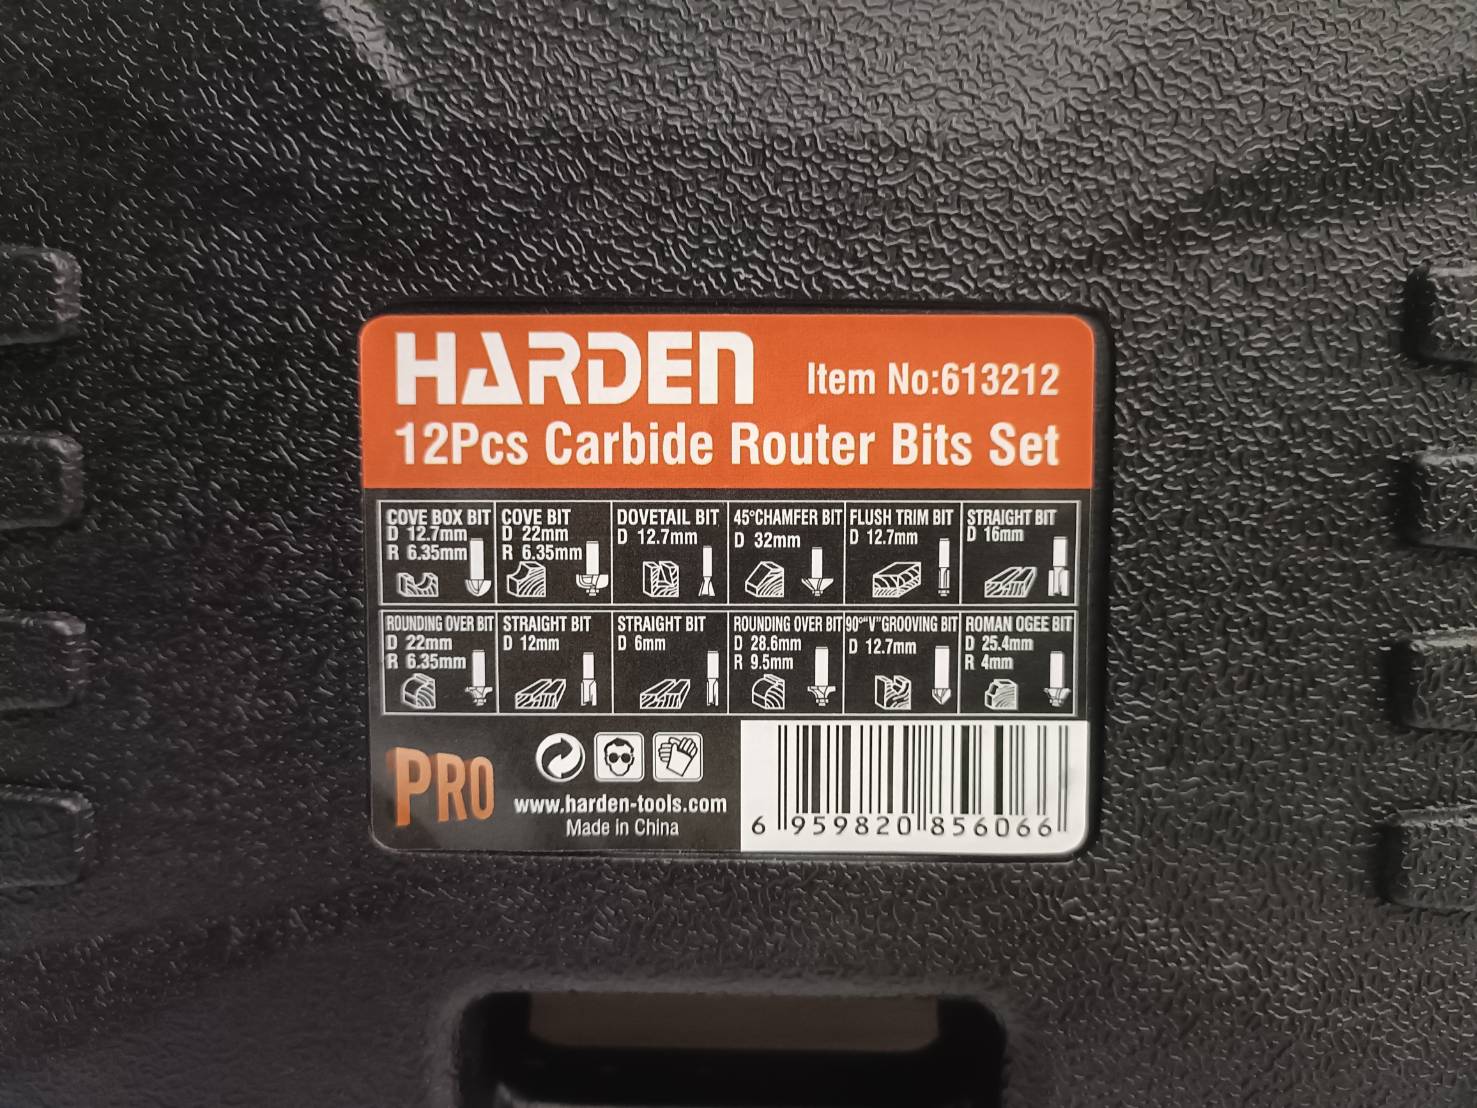 HARDEN
Item No:613212
12Pcs Carbide Router Bits Set
COVE BOX BIT
D 12.7mm
R 6.35mm
COVE BIT
D 22mm
R 6.35mm
DOVETAIL BIT
D 12.7mm
45°CHAMFER BIT
D 32mm
FLUSH TRIM BIT
D 12.7mm
STRAIGHT BIT
D 16mm
ROUNDING OVER BIT
D 22mm
R 6.35mm
STRAIGHT BIT
D 12mm
STRAIGHT BIT
D 6mm
ROUNDING OVER BIT
D 28.6mm
R 9.5mm
90°"V"GROOVING BIT
D 12.7mm
ROMAN OGEE BIT
D 25.4mm
R 4mm
PRO
www.harden-tools.com
Made in China
6 959820 856066